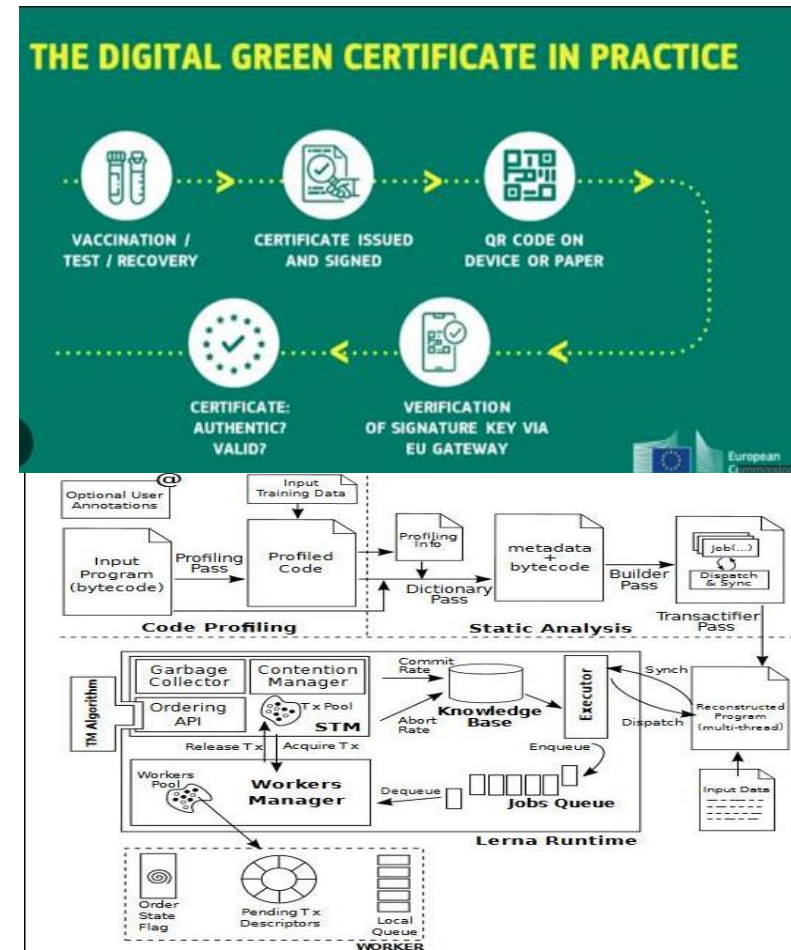 THE DIGITAL GREEN CERTIFICATE IN PRACTICE
VACCINATION /
TEST / RECOVERY
CERTIFICATE ISSUED
AND SIGNED
QR CODE ON
DEVICE OR PAPER
CERTIFICATE:
AUTHENTIC?
VALID?
VERIFICATION
OF SIGNATURE KEY VIA
EU GATEWAY
European
Commission
@
Optional User
Annotations
Input
Training Data
Input
Program
(bytecode)
Profiling
Pass
Profiled
Code
Profiling
Info
Dictionary
Pass
metadata
+
bytecode
Builder
Pass
Job(...)
Dispatch
& Sync
Transactifier
Pass
Code Profiling
Static Analysis
TM Algorithm
Garbage
Collector
Contention
Manager
Ordering
API
Tx Pool
STM
Commit
Rate
Abort
Rate
Knowledge
Base
Executor
Synch
Dispatch
Reconstructed
Program
(multi-thread)
Release Tx
Acquire Tx
Enqueue
Workers
Pool
Workers
Manager
Dequeue
Jobs Queue
Input Data
Lerna Runtime
Order
State
Flag
Pending Tx
Descriptors
Local
Queue
WORKER